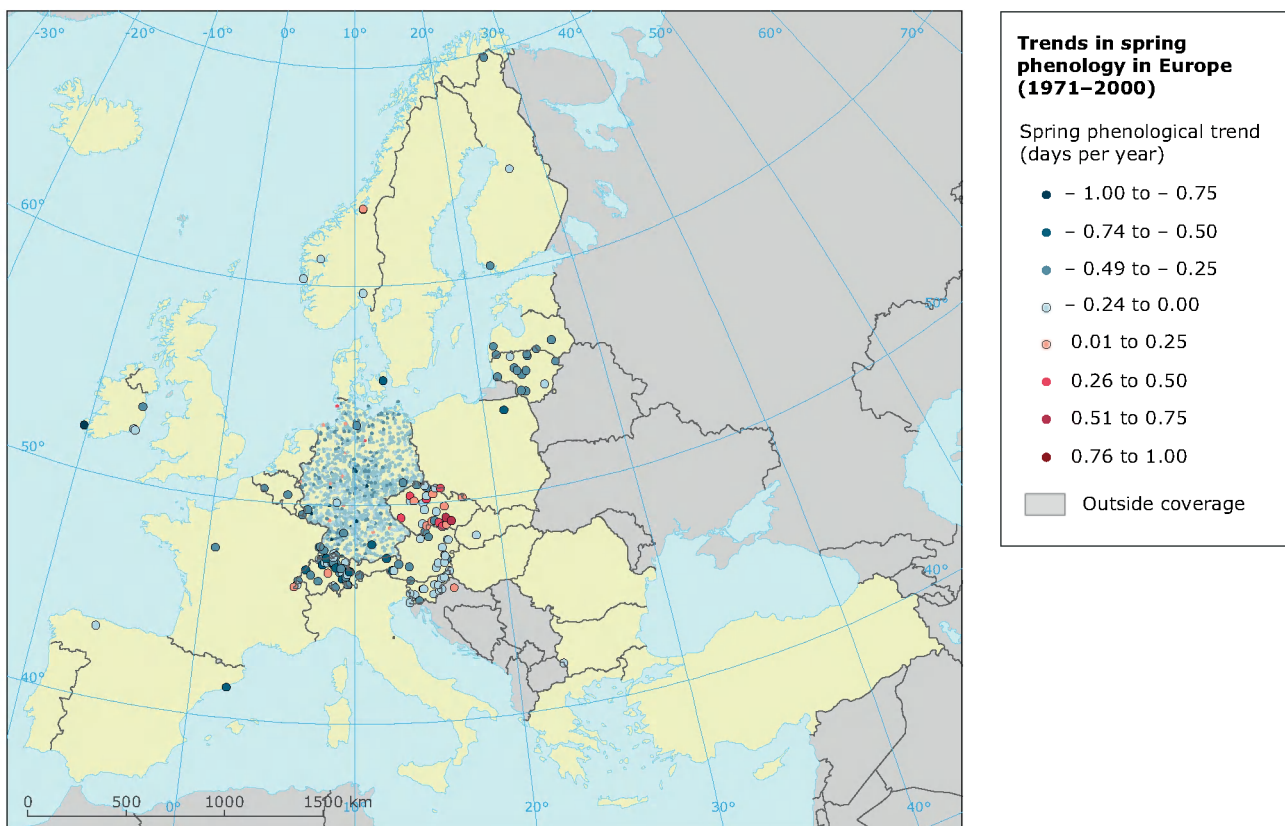 -30°
-20°
-10°
0°
10°
20°
30°
40°
50°
60°
70°
60°
50°
50°
40°
40°
0
500
1000
1500 km
0°
10°
20°
30°
40°
Trends in spring
phenology in Europe
(1971–2000)
Spring phenological trend
(days per year)
– 1.00 to – 0.75
– 0.74 to – 0.50
– 0.49 to – 0.25
– 0.24 to 0.00
0.01 to 0.25
0.26 to 0.50
0.51 to 0.75
0.76 to 1.00
Outside coverage